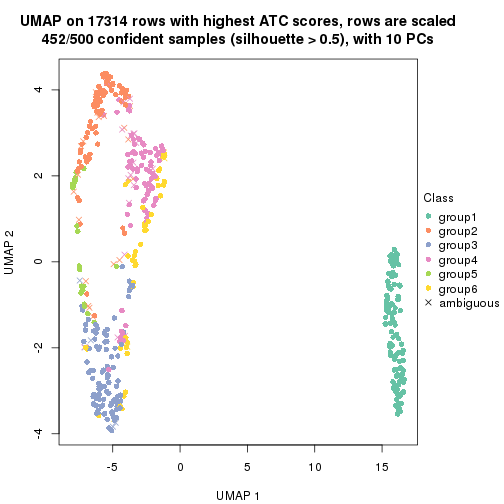 UMAP on 17314 rows with highest ATC scores, rows are scaled
452/500 confident samples (silhouette > 0.5), with 10 PCs
4
2
0
-2
-4
UMAP 2
-5
0
5
10
15
UMAP 1
Class
group1
group2
group3
group4
group5
group6
ambiguous